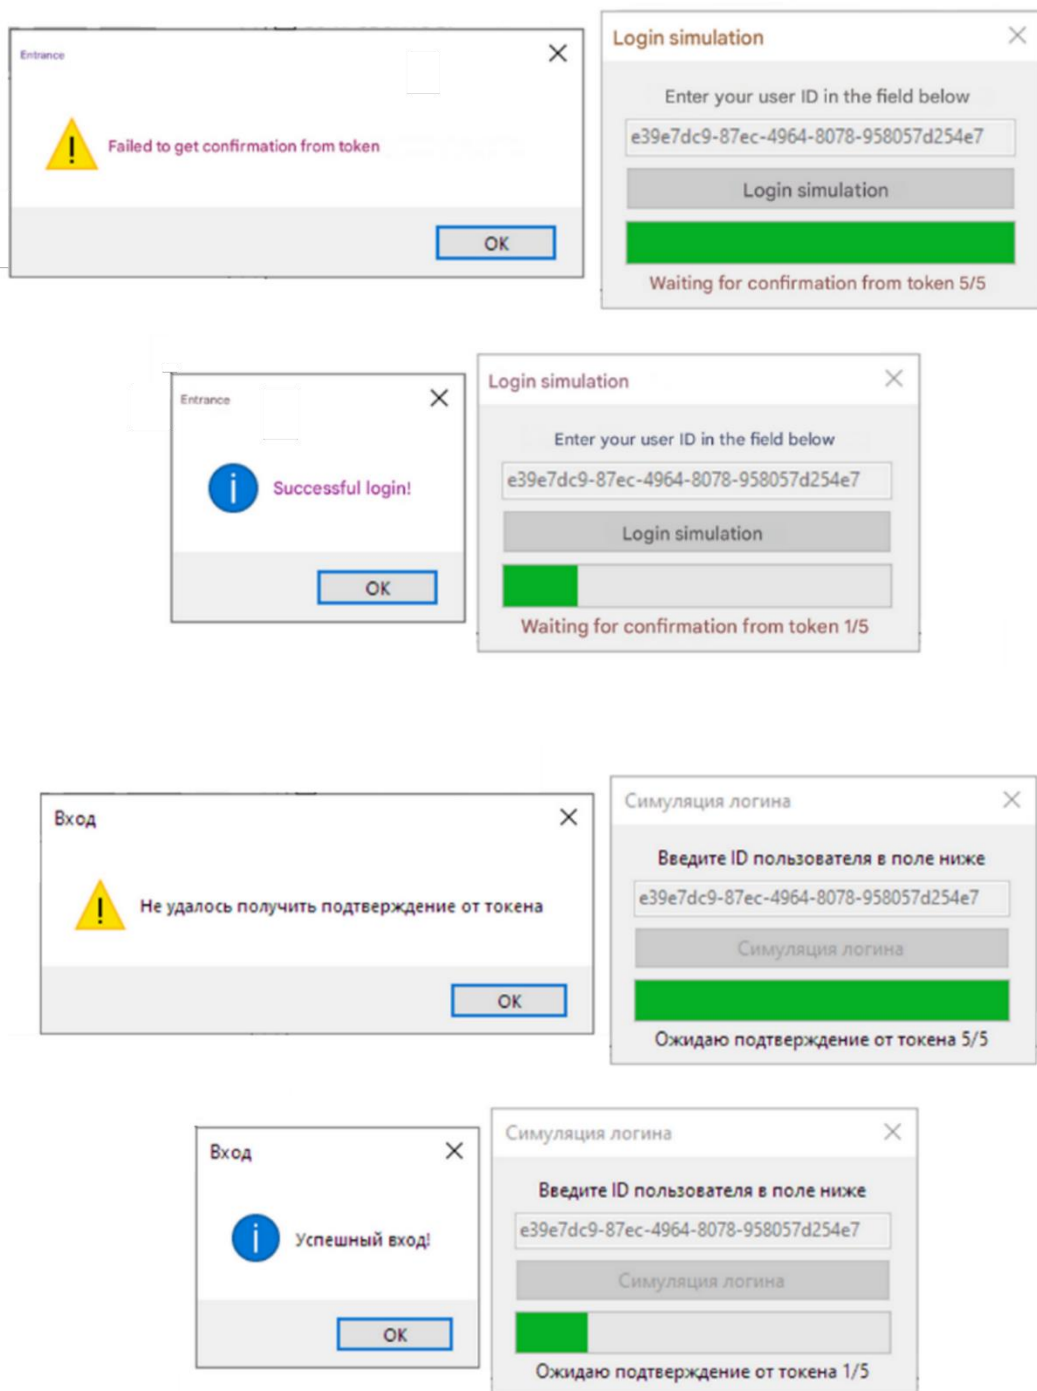 Entrance
Failed to get confirmation from token
OK
Login simulation
Enter your user ID in the field below
e39e7dc9-87ec-4964-8078-958057d254e7
Login simulation
Waiting for confirmation from token 5/5
Entrance
Successful login!
OK
Login simulation
Enter your user ID in the field below
e39e7dc9-87ec-4964-8078-958057d254e7
Login simulation
Waiting for confirmation from token 1/5
Вход
Не удалось получить подтверждение от токена
OK
Симуляция логина
Введите ID пользователя в поле ниже
e39e7dc9-87ec-4964-8078-958057d254e7
Симуляция логина
Ожидаю подтверждение от токена 5/5
Вход
Успешный вход!
OK
Симуляция логина
Введите ID пользователя в поле ниже
e39e7dc9-87ec-4964-8078-958057d254e7
Симуляция логина
Ожидаю подтверждение от токена 1/5